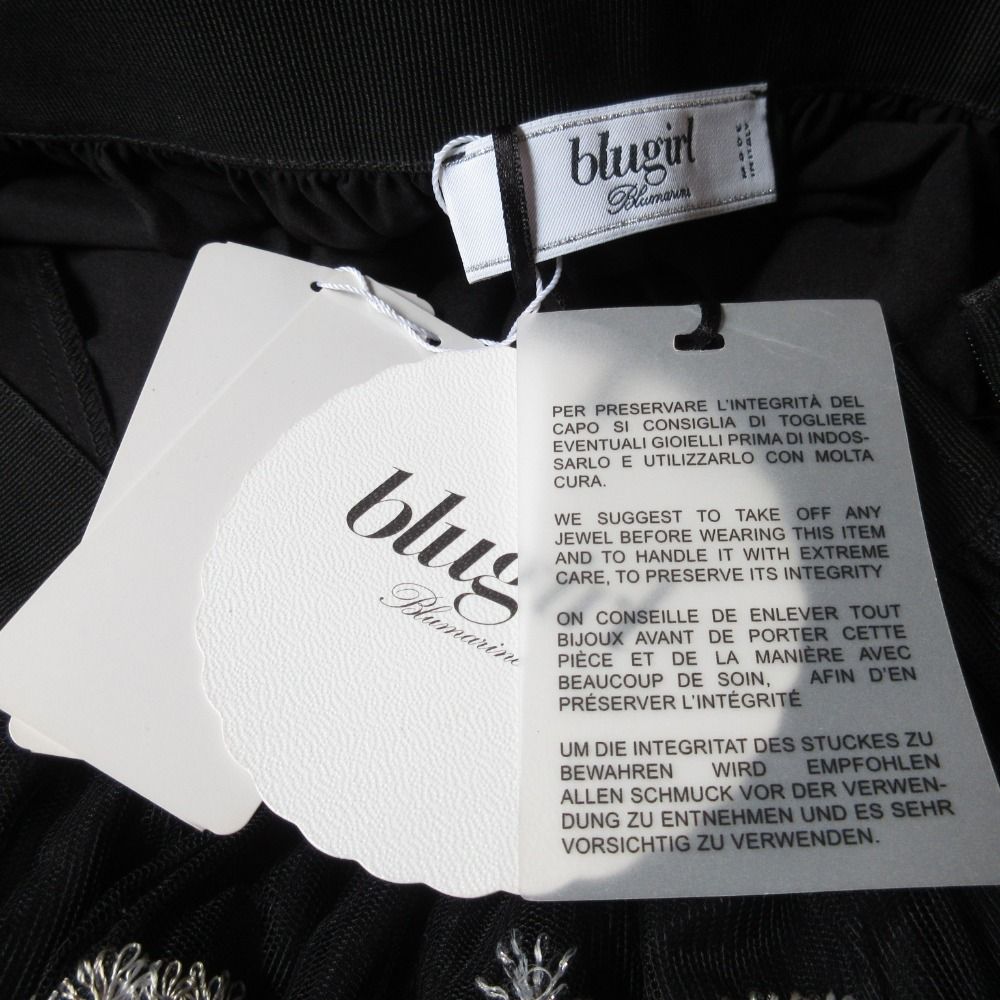 blugirl
Blumarine
MADE
IN ITALY
blug
Blumarine
PER PRESERVARE L'INTEGRITÀ DEL
CAPO SI CONSIGLIA DI TOGLIERE
EVENTUALI GIOIELLI PRIMA DI INDOS-
SARLO E UTILIZZARLO CON MOLTA
CURA.
WE SUGGEST TO TAKE OFF ANY
JEWEL BEFORE WEARING THIS ITEM
AND TO HANDLE IT WITH EXTREME
CARE, TO PRESERVE ITS INTEGRITY
ON CONSEILLE DE ENLEVER TOUT
BIJOUX AVANT DE PORTER CETTE
PIÈCE ET DE LA MANIÈRE AVEC
BEAUCOUP DE SOIN, AFIN D'EN
PRÉSERVER L'INTÉGRITÉ
UM DIE INTEGRITAT DES STUCKES ZU
BEWAHREN WIRD EMPFOHLEN
ALLEN SCHMUCK VOR DER VERWEN-
DUNG ZU ENTNEHMEN UND ES SEHR
VORSICHTIG ZU VERWENDEN.